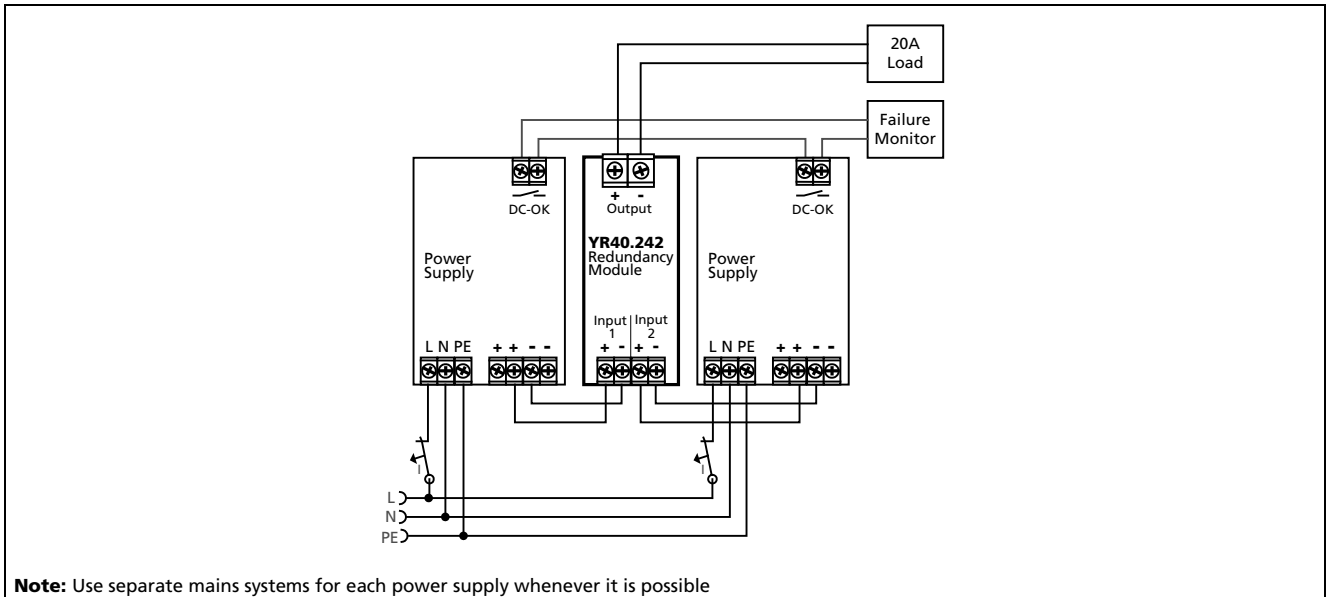 20A
Load
Failure
Monitor
DC-OK
+ -
Output
DC-OK
YR40.242
Redundancy
Module
Power
Supply
Power
Supply
Input Input
1 2
L N PE + + - -
+ - + -
L N PE + + - -
I
I
L
N
PE
Note: Use separate mains systems for each power supply whenever it is possible